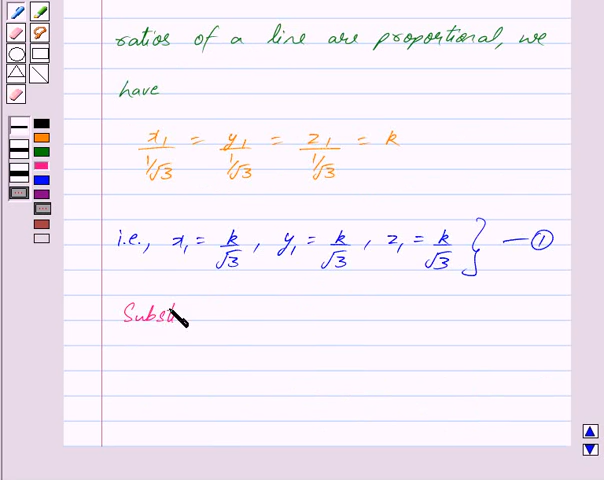 ratios of a line are proportional, we
have
x₁/(1/√3) = y₁/(1/√3) = z₁/(1/√3) = k
i.e., x₁ = k/√3, y₁ = k/√3, z₁ = k/√3 } —①
Subst